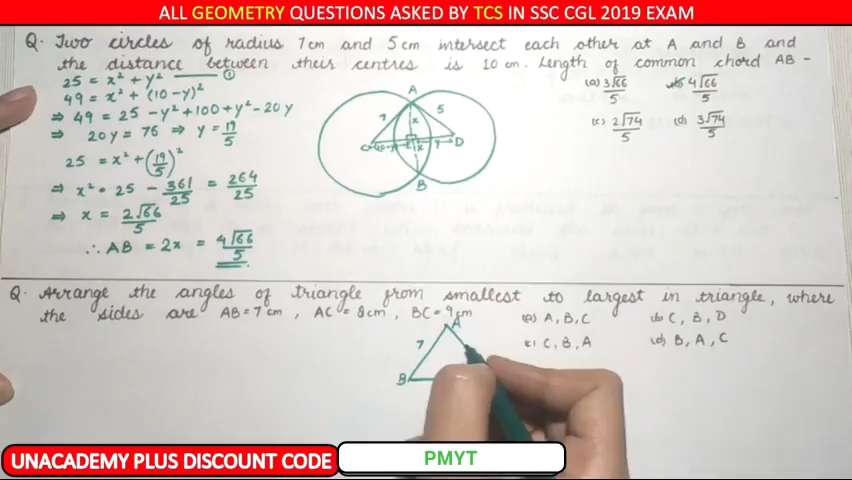 ALL GEOMETRY QUESTIONS ASKED BY TCS IN SSC CGL 2019 EXAM
Q. Two circles of radius 7cm and 5cm intersect each other at A and B and
the distance between their centres is 10 cm. Length of common chord AB -
(a) 3√66/5 (b) 4√66/5
(c) 2√74/5 (d) 3√74/5
25 = x² + y² ——— ①
49 = x² + (10-y)²
⇒ 49 = 25 - y² + 100 + y² - 20y
⇒ 20y = 76 ⇒ y = 19/5
25 = x² + (19/5)²
⇒ x² = 25 - 361/25 = 264/25
⇒ x = 2√66/5
∴ AB = 2x = 4√66/5
A
7 x 5
C 10-y y D
x
B
Q. Arrange the angles of triangle from smallest to largest in triangle, where
the sides are AB = 7cm, AC = 8cm, BC = 9cm
(a) A, B, C (b) C, B, D
(c) C, B, A (d) B, A, C
A
7
B
UNACADEMY PLUS DISCOUNT CODE PMYT